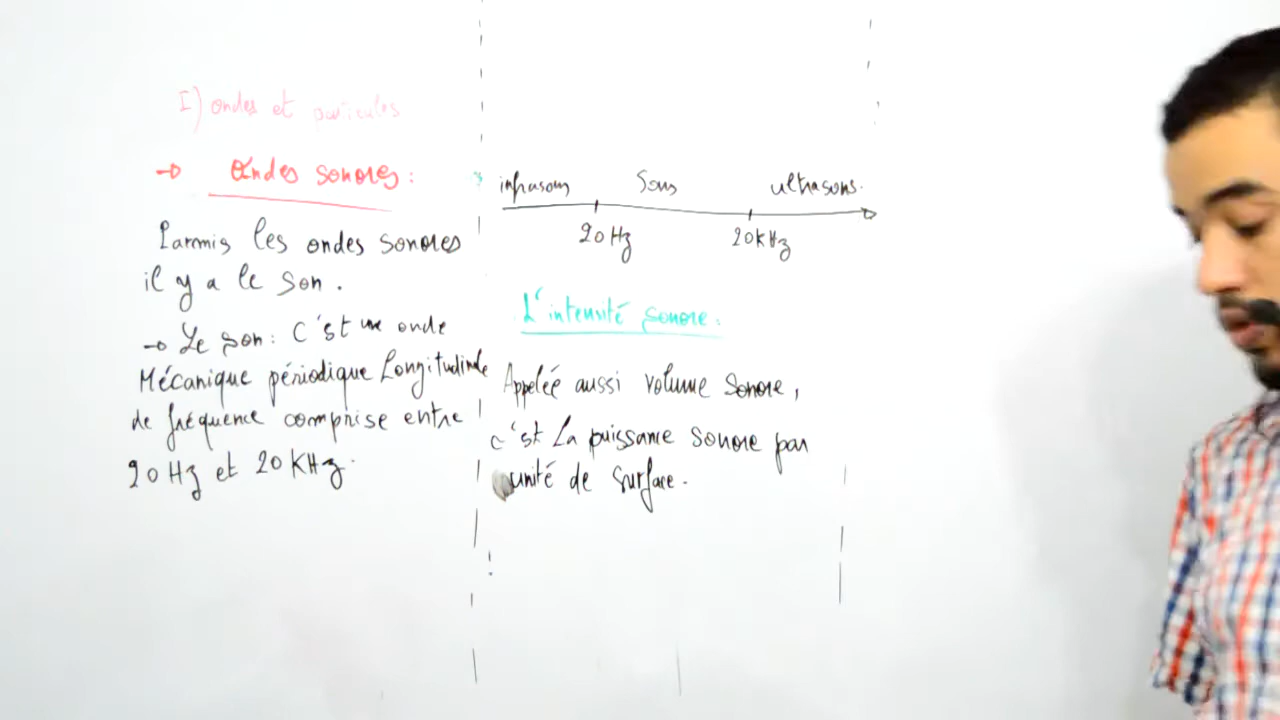 I) ondes et particules
→ Ondes sonores :
Parmis les ondes sonores
il y a le son .
→ Le son : C'est une onde
Mécanique périodique Longitudinale
de fréquence comprise entre
20 Hz et 20 KHz.
infrasons Sons ultrasons.
20 Hz 20 kHz
L'intensité sonore :
Appelée aussi volume sonore ,
c'st La puissance sonore par
unité de surface .